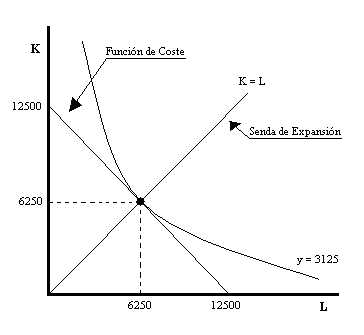 K
Función de Coste
K = L
12500
Senda de Expansión
6250
y = 3125
6250
12500
L